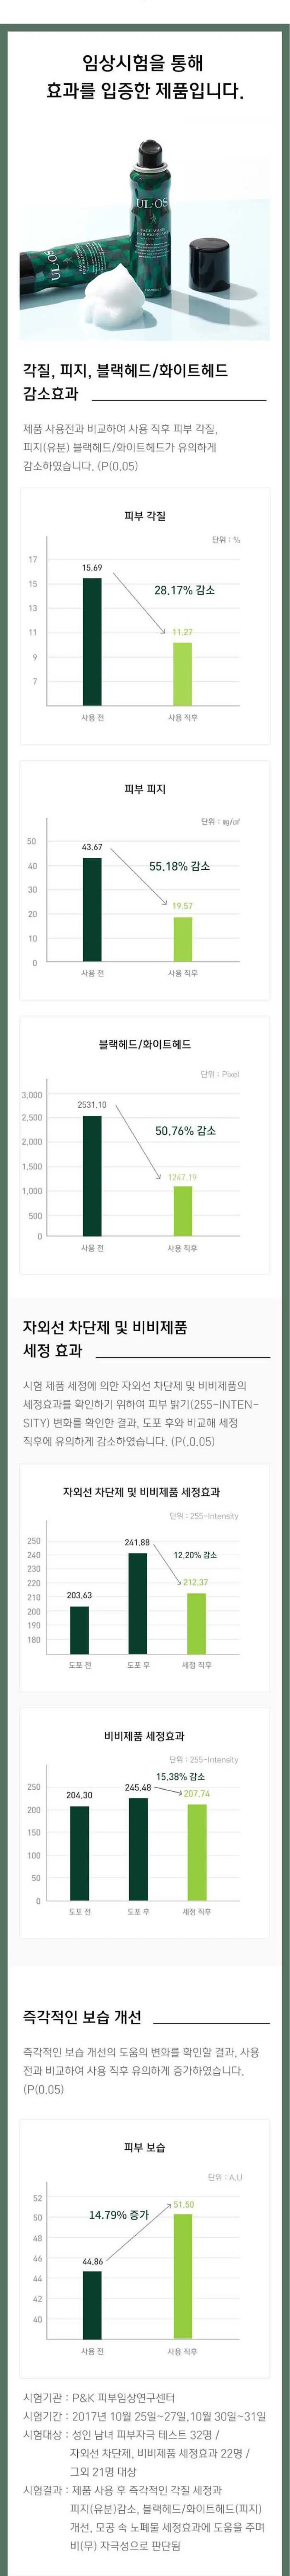 임상시험을 통해
효과를 입증한 제품입니다.
UL·OS
UL·OS
각질, 피지, 블랙헤드/화이트헤드
감소효과
제품 사용전과 비교하여 사용 직후 피부 각질,
피지(유분) 블랙헤드/화이트헤드가 유의하게
감소하였습니다. (P(0.05)
피부 각질
단위 : %
17
15
13
11
9
7
15.69
28.17% 감소
11.27
사용 전
사용 직후
피부 피지
단위 : ㎍/㎠
50
40
30
20
10
0
43.67
55.18% 감소
19.57
사용 전
사용 직후
블랙헤드/화이트헤드
단위 : Pixel
3,000
2,500
2,000
1,500
1,000
500
0
2531.10
50.76% 감소
1247.19
사용 전
사용 직후
자외선 차단제 및 비비제품
세정 효과
시험 제품 세정에 의한 자외선 차단제 및 비비제품의
세정효과를 확인하기 위하여 피부 밝기(255-INTEN-
SITY) 변화를 확인한 결과, 도포 후와 비교해 세정
직후에 유의하게 감소하였습니다. (P(.0.05)
자외선 차단제 및 비비제품 세정효과
단위 : 255-Intensity
250
240
230
220
210
200
190
180
203.63
241.88
12.20% 감소
212.37
도포 전
도포 후
세정 직후
비비제품 세정효과
단위 : 255-intensity
250
200
150
100
50
0
204.30
245.48
15.38% 감소
207.74
도포 전
도포 후
세정 직후
즉각적인 보습 개선
즉각적인 보습 개선의 도움의 변화를 확인할 결과, 사용
전과 비교하여 사용 직후 유의하게 증가하였습니다.
(P(0.05)
피부 보습
단위 : A.U
52
50
48
46
44
42
40
44.86
14.79% 증가
51.50
사용 전
사용 직후
시험기관 : P&K 피부임상연구센터
시험기간 : 2017년 10월 25일~27일,10월 30일~31일
시험대상 : 성인 남녀 피부자극 테스트 32명 /
자외선 차단제, 비비제품 세정효과 22명 /
그외 21명 대상
시험결과 : 제품 사용 후 즉각적인 각질 세정과
피지(유분)감소, 블랙헤드/화이트헤드(피지)
개선, 모공 속 노폐물 세정효과에 도움을 주며
비(무) 자극성으로 판단됨